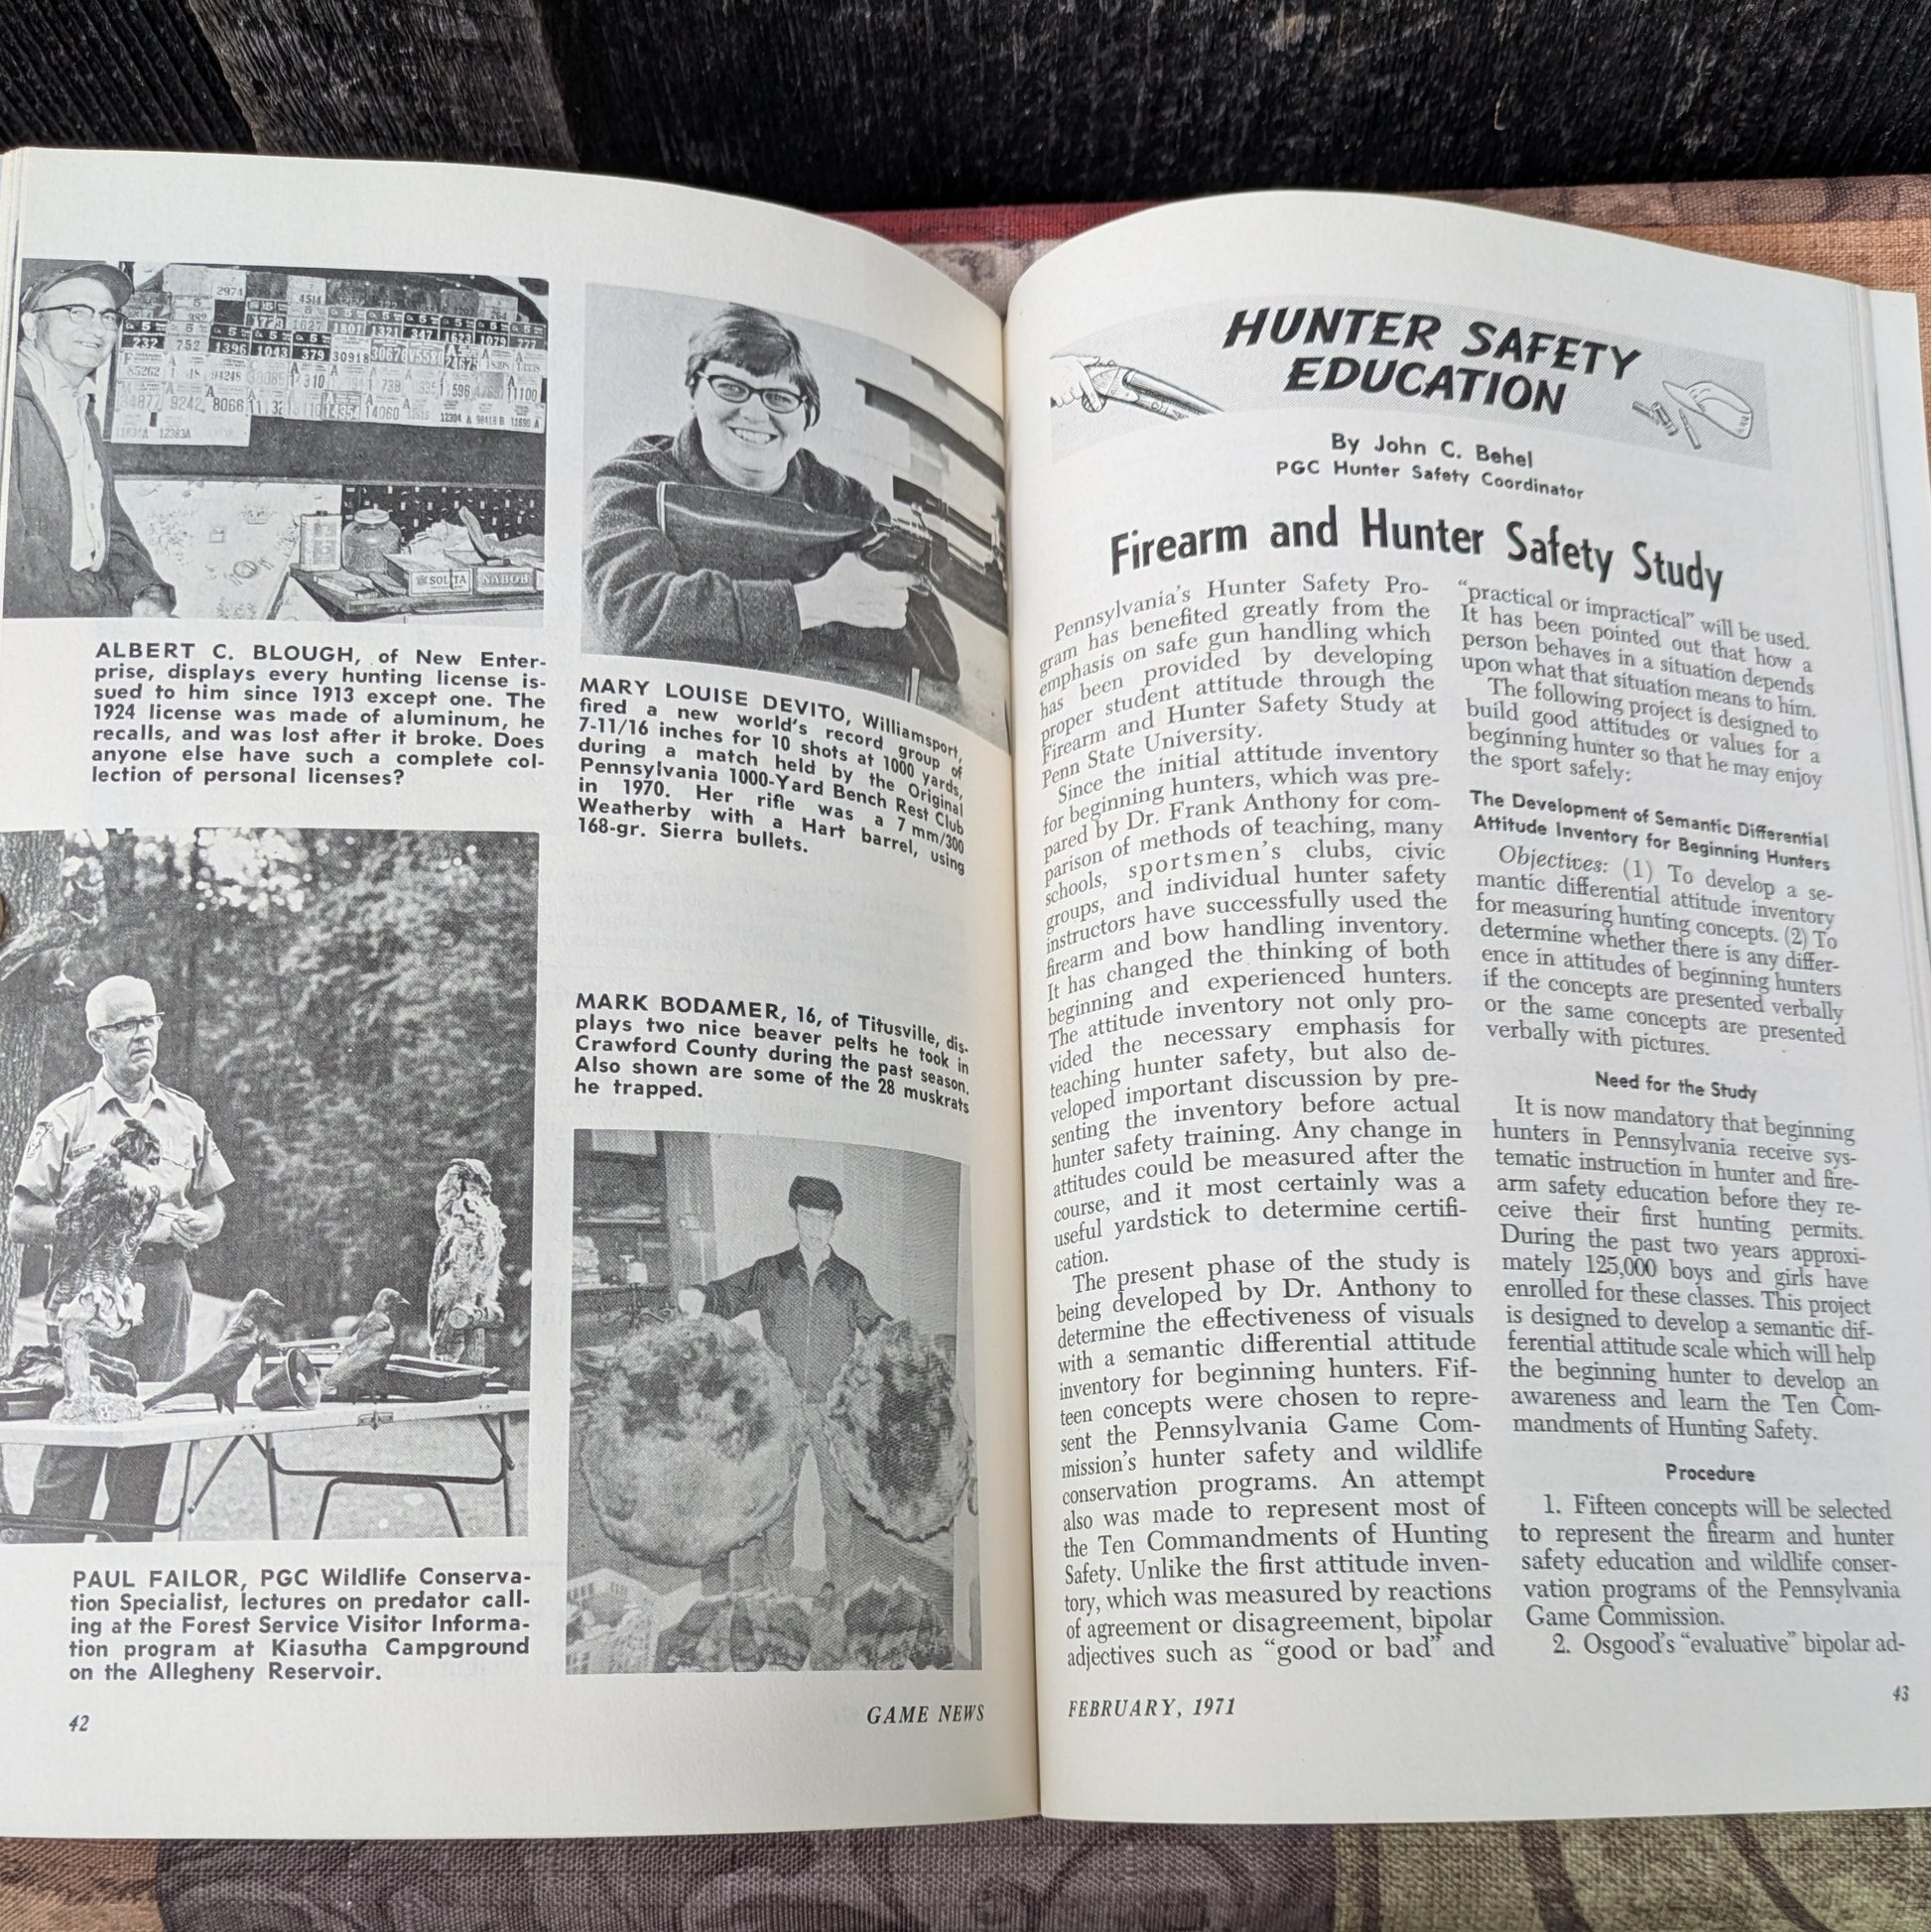 2974
4514
232 752 1396 1043 379 30918
1801 1321 347 1623 1079 777
8066
14354 14060
596
1100
SOLITA
NABOB
ALBERT C. BLOUGH, of New Enter-
prise, displays every hunting license is-
sued to him since 1913 except one. The
1924 license was made of aluminum, he
recalls, and was lost after it broke. Does
anyone else have such a complete col-
lection of personal licenses?
PAUL FAILOR, PGC Wildlife Conserva-
tion Specialist, lectures on predator call-
ing at the Forest Service Visitor Informa-
tion program at Kiasutha Campground
on the Allegheny Reservoir.
MARY LOUISE DEVITO, Williamsport,
fired a new world's record group of
7-11/16 inches for 10 shots at 1000 yards,
during a match held by the Original
Pennsylvania 1000-Yard Bench Rest Club
in 1970. Her rifle was a 7 mm/300
Weatherby with a Hart barrel, using
168-gr. Sierra bullets.
MARK BODAMER, 16, of Titusville, dis-
plays two nice beaver pelts he took in
Crawford County during the past season.
Also shown are some of the 28 muskrats
he trapped.
42
GAME NEWS
HUNTER SAFETY
EDUCATION
By John C. Behel
PGC Hunter Safety Coordinator
Firearm and Hunter Safety Study
Pennsylvania's Hunter Safety Pro-
gram has benefited greatly from the
emphasis on safe gun handling which
has been provided by developing
proper student attitude through the
Firearm and Hunter Safety Study at
Penn State University.
Since the initial attitude inventory
for beginning hunters, which was pre-
pared by Dr. Frank Anthony for com-
parison of methods of teaching, many
schools, sportsmen's clubs, civic
groups, and individual hunter safety
instructors have successfully used the
firearm and bow handling inventory.
It has changed the thinking of both
beginning and experienced hunters.
The attitude inventory not only pro-
vided the necessary emphasis for
teaching hunter safety, but also de-
veloped important discussion by pre-
senting the inventory before actual
hunter safety training. Any change in
attitudes could be measured after the
course, and it most certainly was a
useful yardstick to determine certifi-
cation.
The present phase of the study is
being developed by Dr. Anthony to
determine the effectiveness of visuals
with a semantic differential attitude
inventory for beginning hunters. Fif-
teen concepts were chosen to repre-
sent the Pennsylvania Game Com-
mission's hunter safety and wildlife
conservation programs. An attempt
also was made to represent most of
the Ten Commandments of Hunting
Safety. Unlike the first attitude inven-
tory, which was measured by reactions
of agreement or disagreement, bipolar
adjectives such as "good or bad" and
"practical or impractical" will be used.
It has been pointed out that how a
person behaves in a situation depends
upon what that situation means to him.
The following project is designed to
build good attitudes or values for a
beginning hunter so that he may enjoy
the sport safely:
The Development of Semantic Differential
Attitude Inventory for Beginning Hunters
Objectives: (1) To develop a se-
mantic differential attitude inventory
for measuring hunting concepts. (2) To
determine whether there is any differ-
ence in attitudes of beginning hunters
if the concepts are presented verbally
or the same concepts are presented
verbally with pictures.
Need for the Study
It is now mandatory that beginning
hunters in Pennsylvania receive sys-
tematic instruction in hunter and fire-
arm safety education before they re-
ceive their first hunting permits.
During the past two years approxi-
mately 125,000 boys and girls have
enrolled for these classes. This project
is designed to develop a semantic dif-
ferential attitude scale which will help
the beginning hunter to develop an
awareness and learn the Ten Com-
mandments of Hunting Safety.
Procedure
1. Fifteen concepts will be selected
to represent the firearm and hunter
safety education and wildlife conser-
vation programs of the Pennsylvania
Game Commission.
2. Osgood's "evaluative" bipolar ad-
FEBRUARY, 1971
43